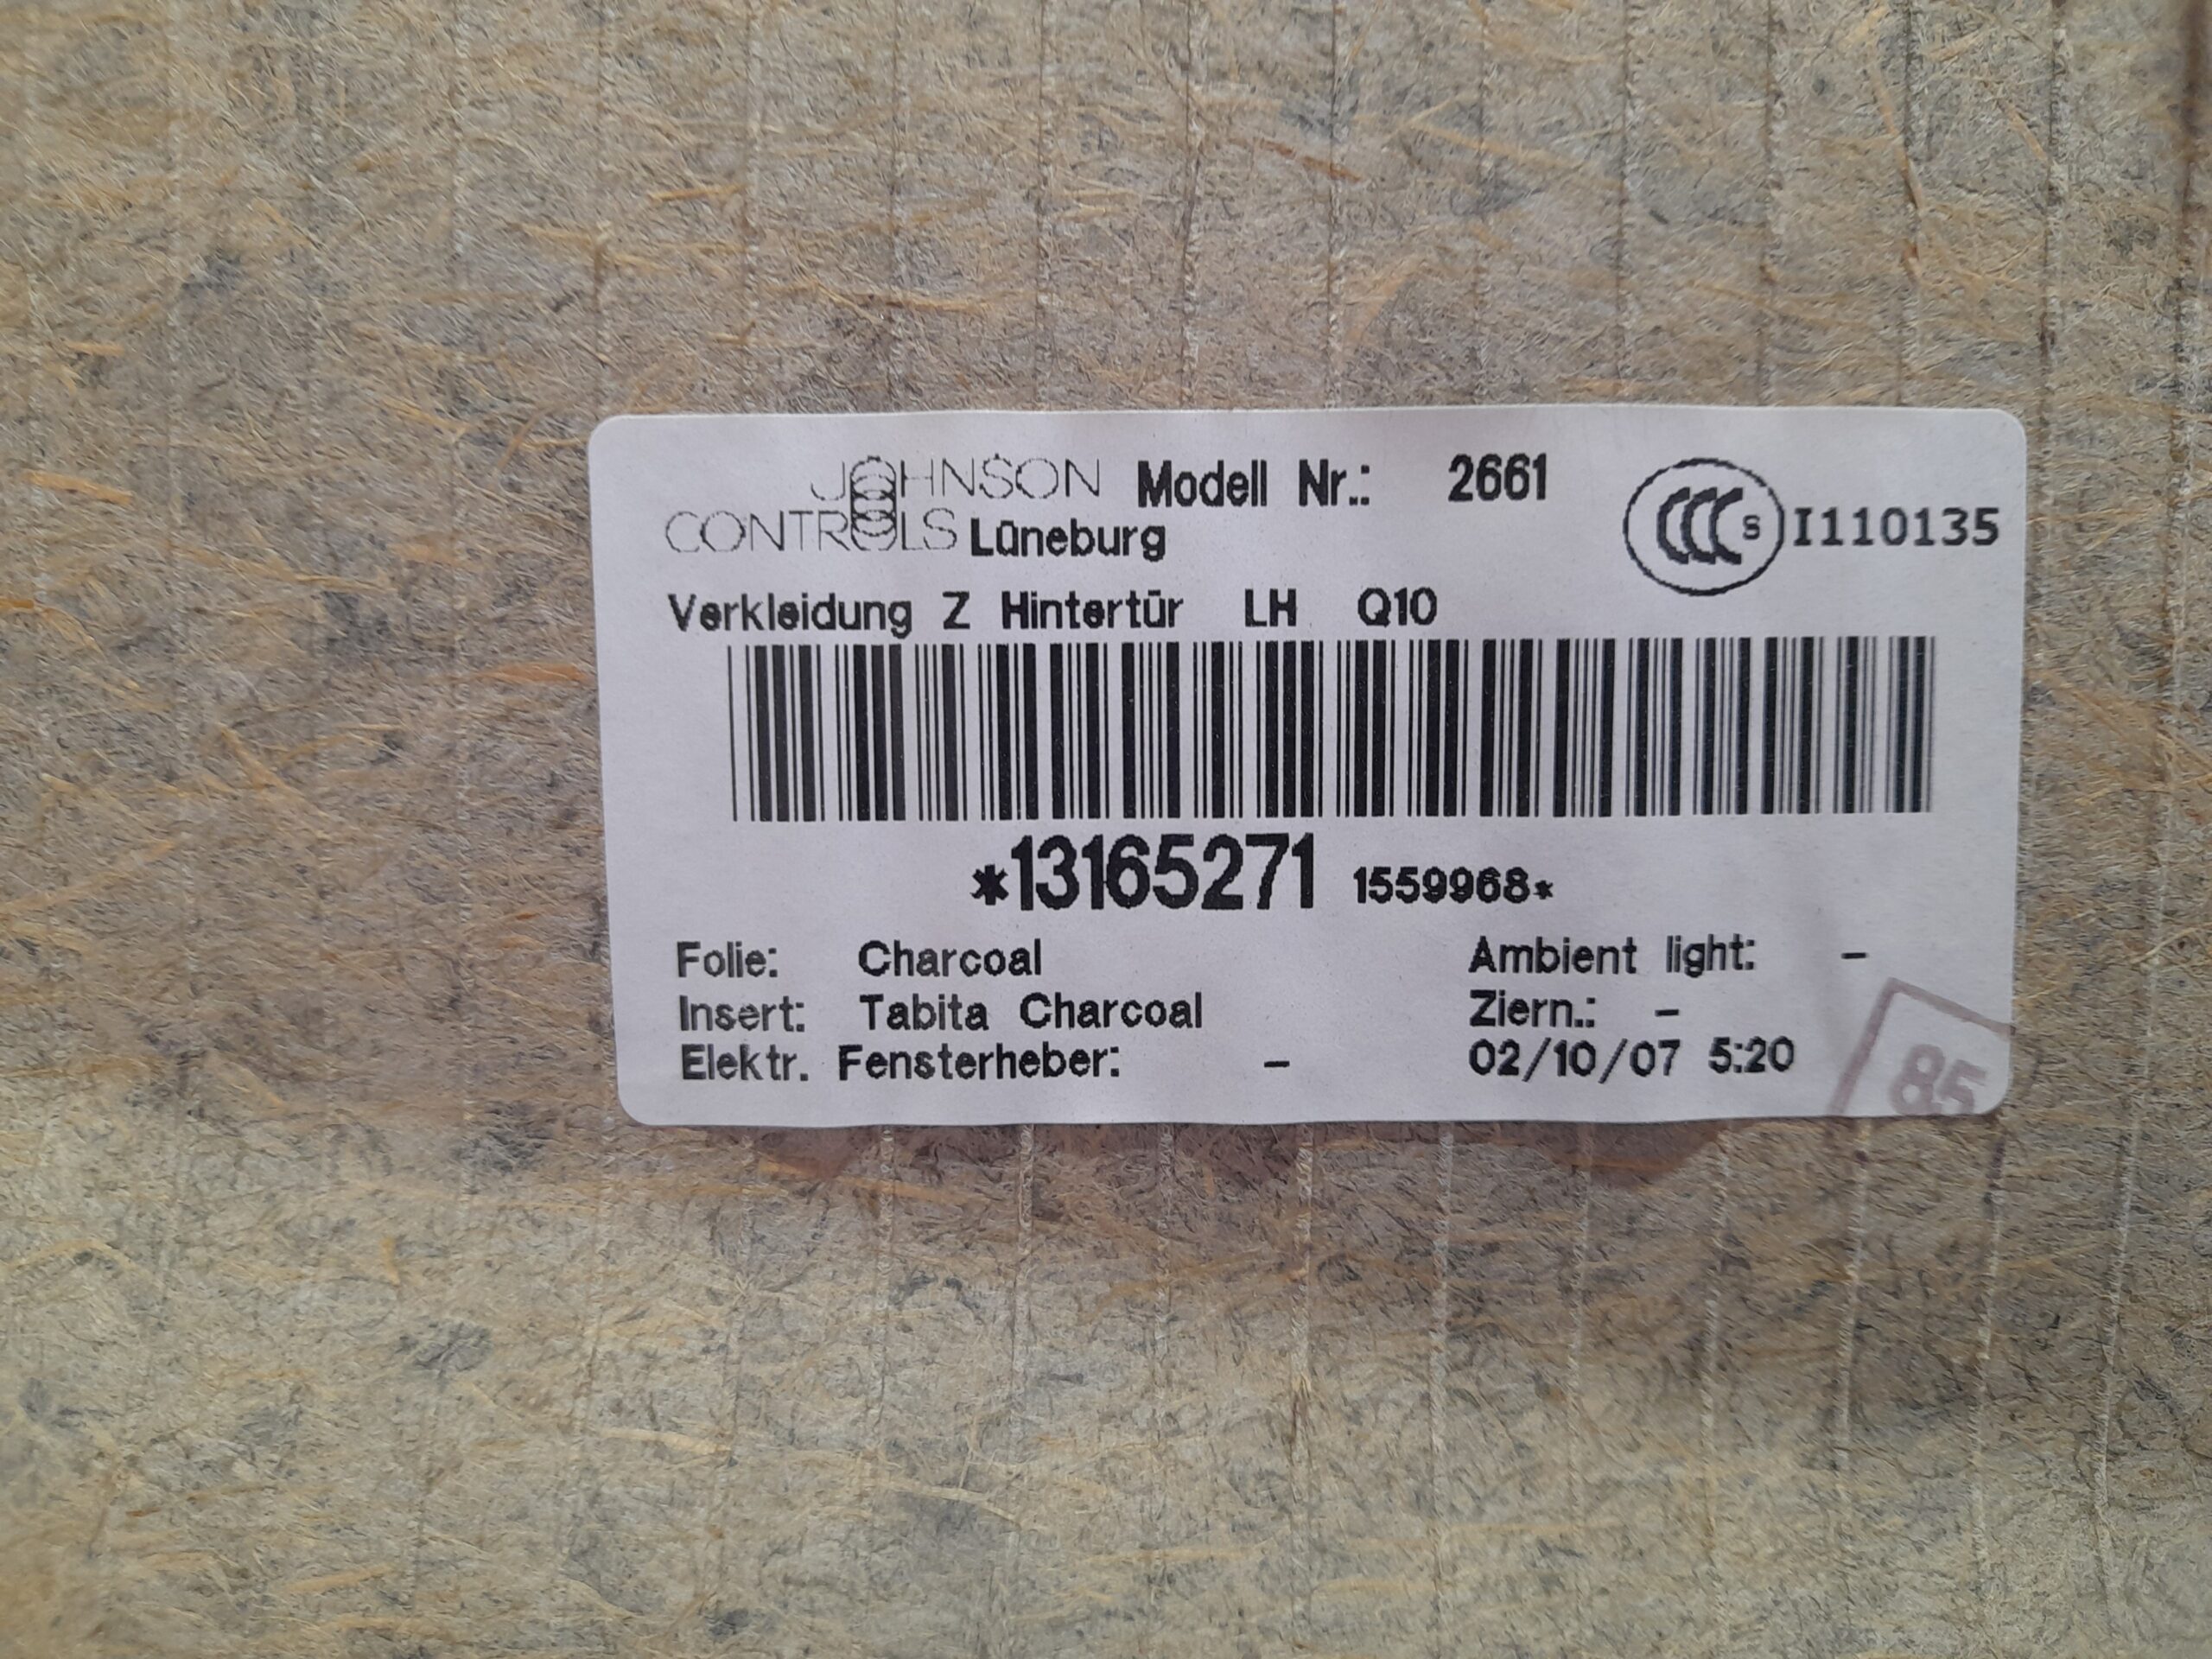 JOHNSON Modell Nr.: 2661
CONTROLS Lüneburg
CCC S I110135
Verkleidung Z Hintertür LH Q10
*13165271 1559968*
Folie: Charcoal Ambient light: -
Insert: Tabita Charcoal Ziern.: -
Elektr. Fensterheber: - 02/10/07 5:20
85